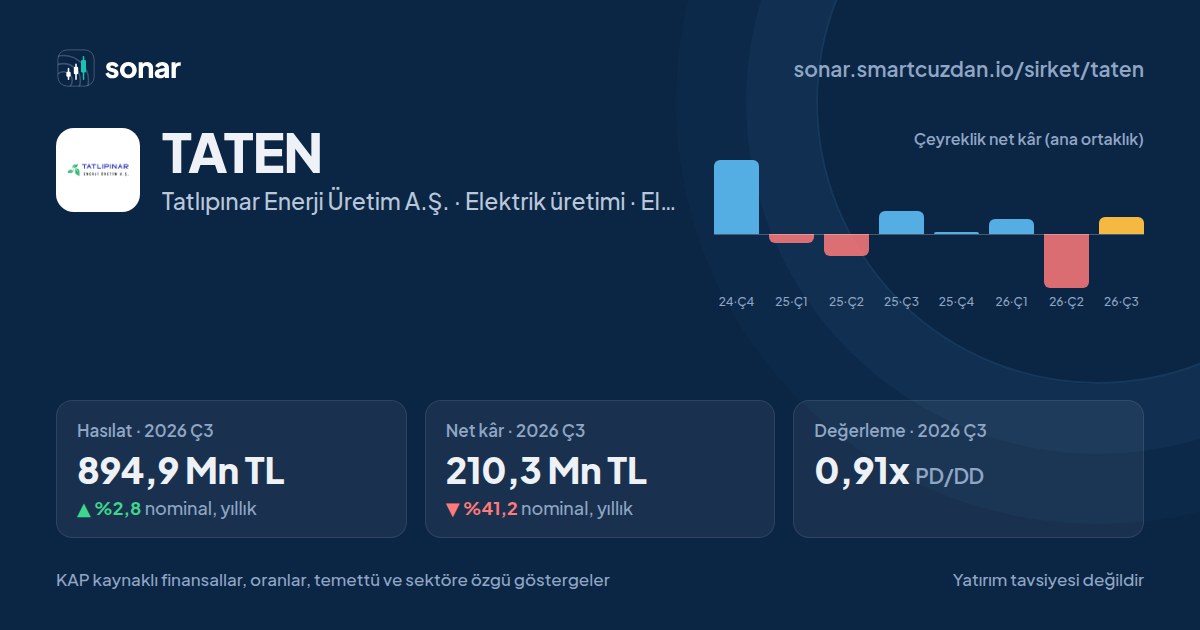 sonar
sonar.smartcuzdan.io/sirket/taten
TATLIPINAR
ENERJİ ÜRETİM A.Ş.
TATEN
Tatlıpınar Enerji Üretim A.Ş. · Elektrik üretimi · El…
Çeyreklik net kâr (ana ortaklık)
24·Ç4 25·Ç1 25·Ç2 25·Ç3 25·Ç4 26·Ç1 26·Ç2 26·Ç3
Hasılat · 2026 Ç3
894,9 Mn TL
▲ %2,8 nominal, yıllık
Net kâr · 2026 Ç3
210,3 Mn TL
▼ %41,2 nominal, yıllık
Değerleme · 2026 Ç3
0,91x PD/DD
KAP kaynaklı finansallar, oranlar, temettü ve sektöre özgü göstergeler
Yatırım tavsiyesi değildir